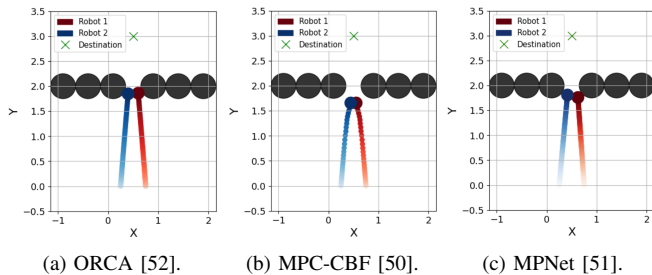 3.5
3.0
2.5
2.0
1.5
1.0
0.5
0.0
−0.5
Y
Robot 1
Robot 2
Destination
−1 0 1 2
X
3.5
3.0
2.5
2.0
1.5
1.0
0.5
0.0
−0.5
Y
Robot 1
Robot 2
Destination
−1 0 1 2
X
3.5
3.0
2.5
2.0
1.5
1.0
0.5
0.0
−0.5
Y
Robot 1
Robot 2
Destination
−1 0 1 2
X
(a) ORCA [52]. (b) MPC-CBF [50]. (c) MPNet [51].